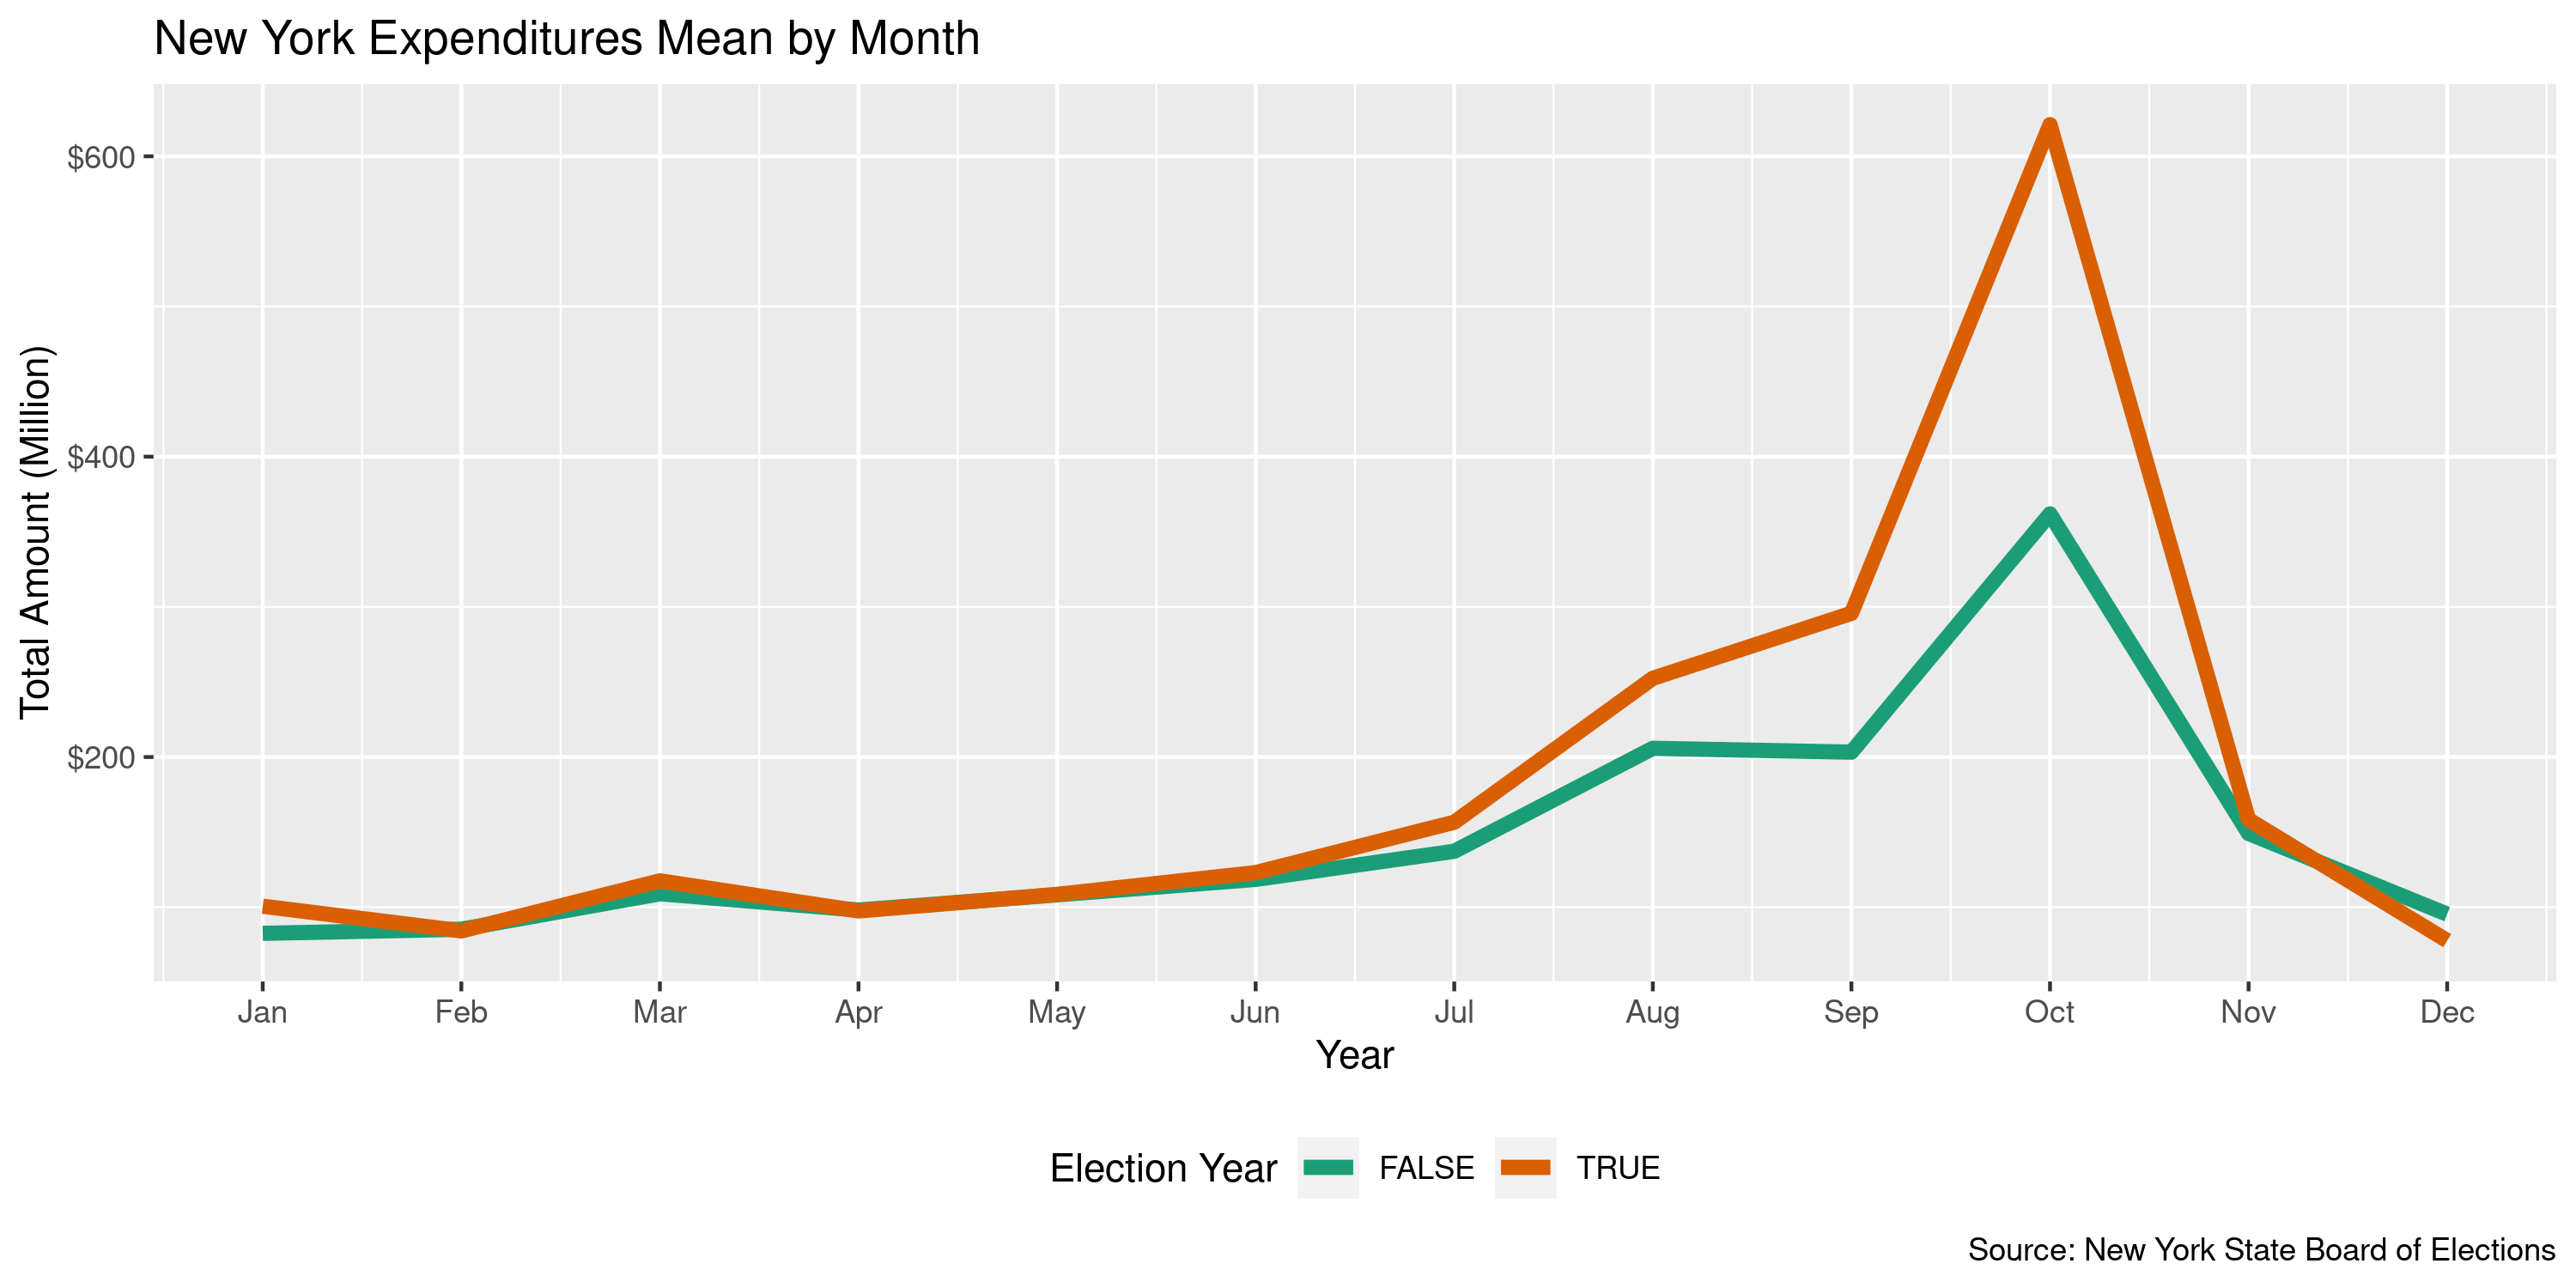 New York Expenditures Mean by Month
Total Amount (Million)
$600
$400
$200
Jan Feb Mar Apr May Jun Jul Aug Sep Oct Nov Dec
Year
Election Year FALSE TRUE
Source: New York State Board of Elections